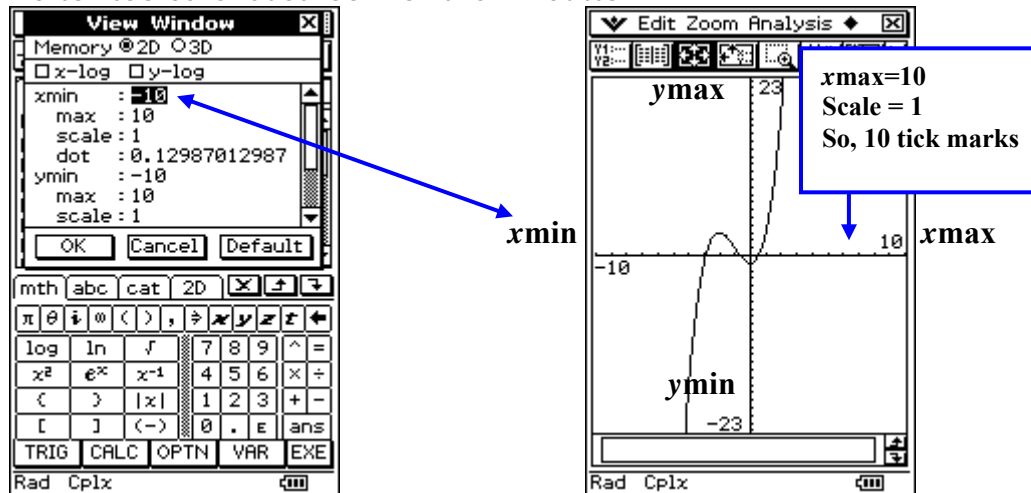 View Window
Memory 2D 3D
x-log y-log
xmin : -10
max : 10
scale : 1
dot : 0.12987012987
ymin : -10
max : 10
scale : 1
OK Cancel Default
mth abc cat 2D
π θ i ∞ ( ) , ⇒ x y z t ←
log ln √ 7 8 9 ^ =
x² eˣ x⁻¹ 4 5 6 × ÷
( ) |x| 1 2 3 + -
[ ] (-) 0 . E ans
TRIG CALC OPTN VAR EXE
Rad Cplx
xmin
Edit Zoom Analysis
Y1:...
Y2:...
ymax
23
xmax=10
Scale = 1
So, 10 tick marks
10
-10
xmax
ymin
-23
Rad Cplx